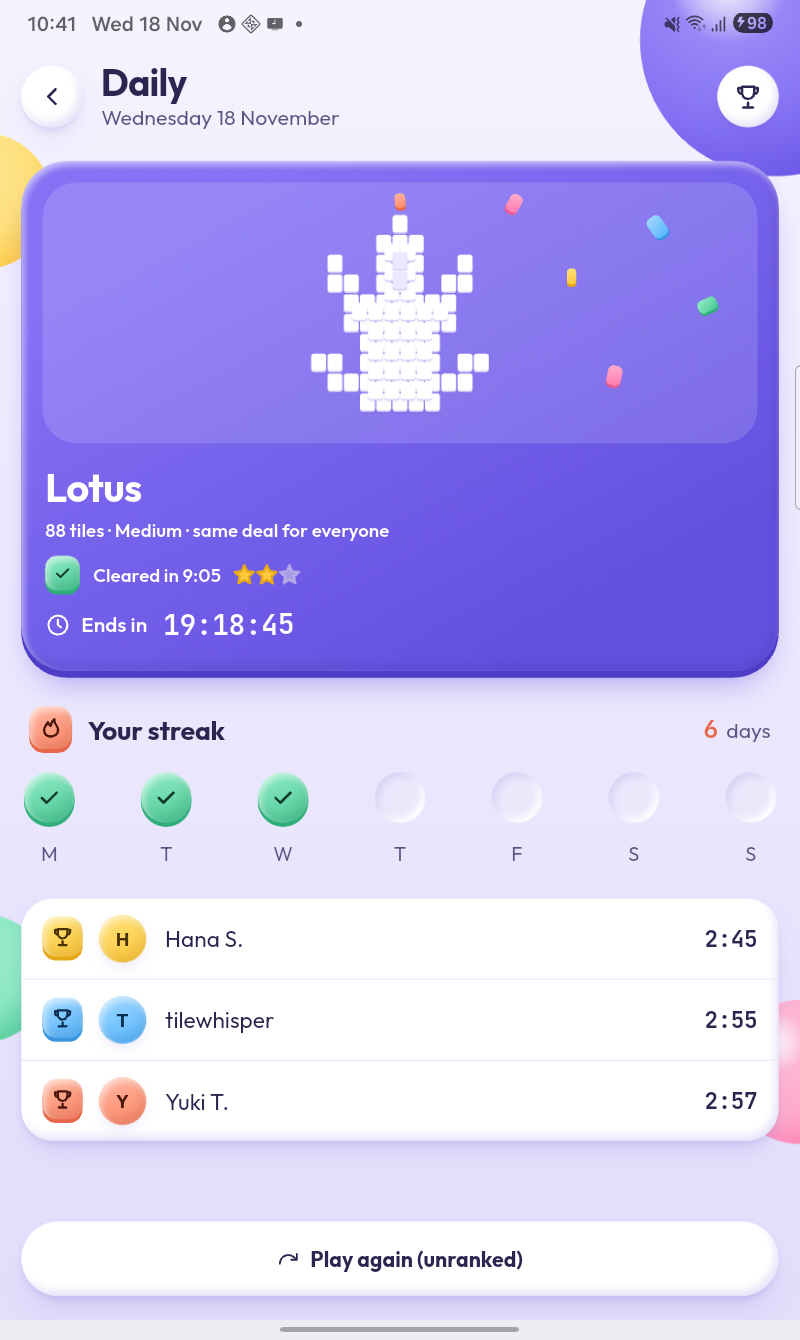 10:41 Wed 18 Nov
98
Daily
Wednesday 18 November
Lotus
88 tiles · Medium · same deal for everyone
Cleared in 9:05
Ends in 19:18:45
Your streak
6 days
M T W T F S S
H Hana S. 2:45
T tilewhisper 2:55
Y Yuki T. 2:57
Play again (unranked)